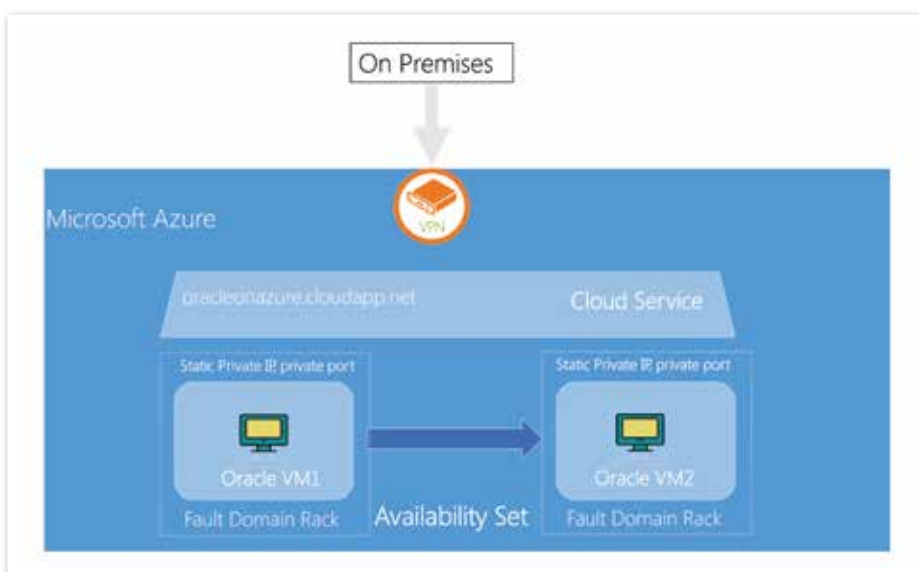 On Premises
VPN
Microsoft Azure
oracleonazure.cloudapp.net
Cloud Service
Static Private IP, private port
Static Private IP, private port
Oracle VM1
Oracle VM2
Fault Domain Rack
Availability Set
Fault Domain Rack